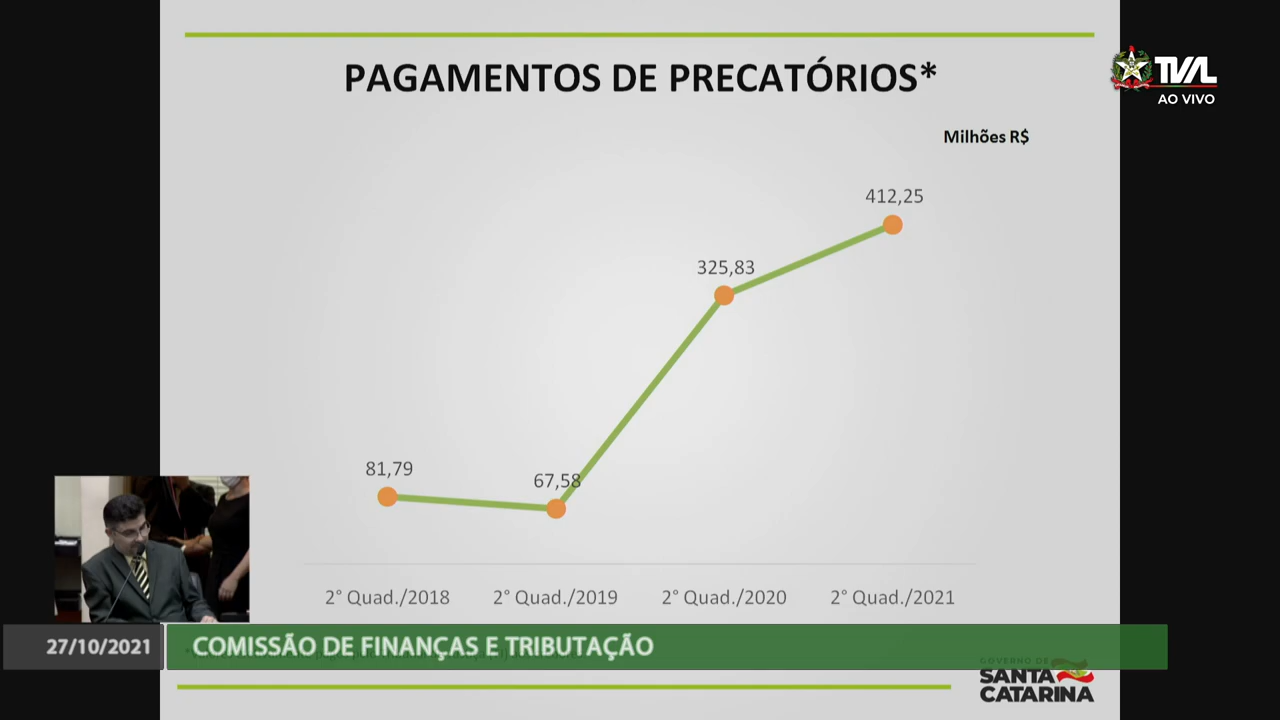 PAGAMENTOS DE PRECATÓRIOS*
TVAL
AO VIVO
Milhões R$
412,25
325,83
81,79
67,58
2° Quad./2018
2° Quad./2019
2° Quad./2020
2° Quad./2021
27/10/2021
COMISSÃO DE FINANÇAS E TRIBUTAÇÃO
GOVERNO DE
SANTA
CATARINA